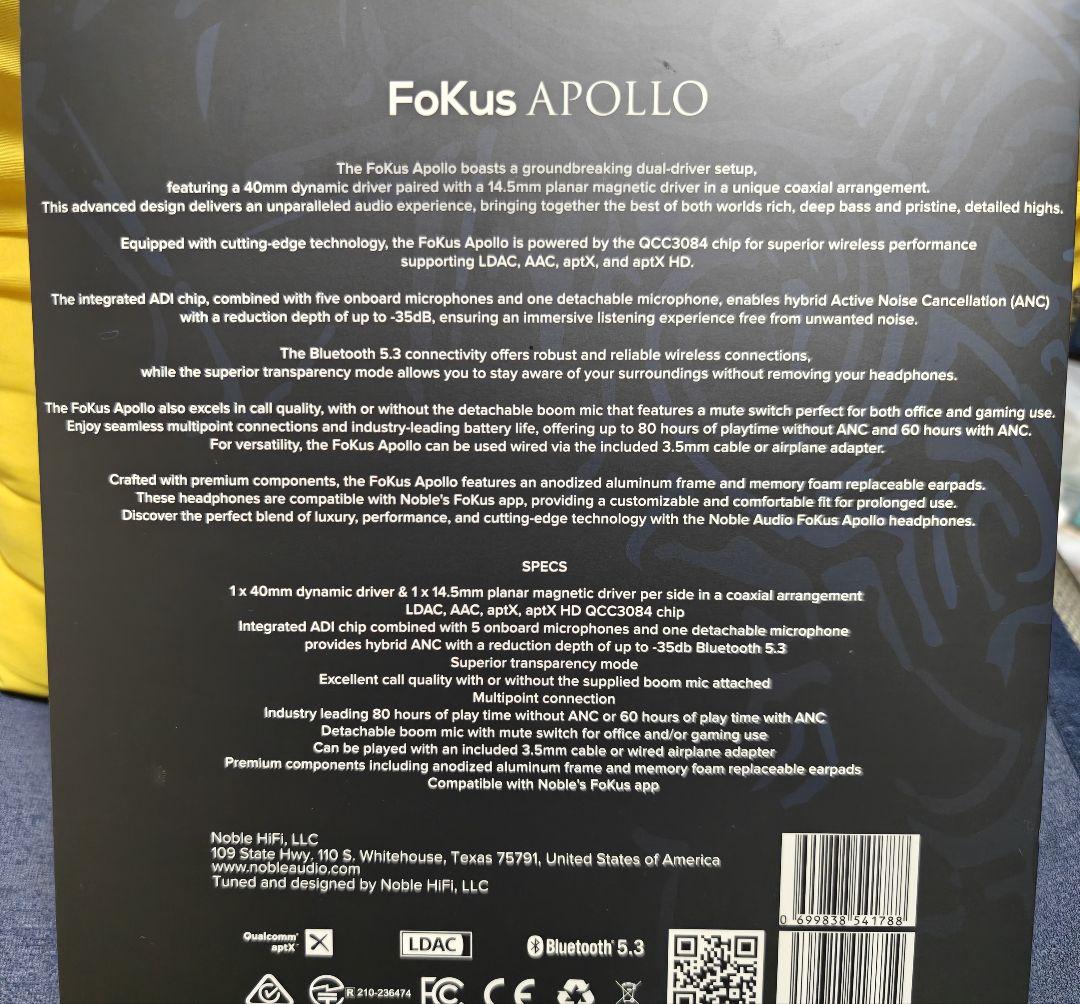 FoKus APOLLO
The FoKus Apollo boasts a groundbreaking dual-driver setup,
featuring a 40mm dynamic driver paired with a 14.5mm planar magnetic driver in a unique coaxial arrangement.
This advanced design delivers an unparalleled audio experience, bringing together the best of both worlds rich, deep bass and pristine, detailed highs.
Equipped with cutting-edge technology, the FoKus Apollo is powered by the QCC3084 chip for superior wireless performance
supporting LDAC, AAC, aptX, and aptX HD.
The integrated ADI chip, combined with five onboard microphones and one detachable microphone, enables hybrid Active Noise Cancellation (ANC)
with a reduction depth of up to -35dB, ensuring an immersive listening experience free from unwanted noise.
The Bluetooth 5.3 connectivity offers robust and reliable wireless connections,
while the superior transparency mode allows you to stay aware of your surroundings without removing your headphones.
The FoKus Apollo also excels in call quality, with or without the detachable boom mic that features a mute switch perfect for both office and gaming use.
Enjoy seamless multipoint connections and industry-leading battery life, offering up to 80 hours of playtime without ANC and 60 hours with ANC.
For versatility, the FoKus Apollo can be used wired via the included 3.5mm cable or airplane adapter.
Crafted with premium components, the FoKus Apollo features an anodized aluminum frame and memory foam replaceable earpads.
These headphones are compatible with Noble's FoKus app, providing a customizable and comfortable fit for prolonged use.
Discover the perfect blend of luxury, performance, and cutting-edge technology with the Noble Audio FoKus Apollo headphones.
SPECS
1 x 40mm dynamic driver & 1 x 14.5mm planar magnetic driver per side in a coaxial arrangement
LDAC, AAC, aptX, aptX HD QCC3084 chip
Integrated ADI chip combined with 5 onboard microphones and one detachable microphone
provides hybrid ANC with a reduction depth of up to -35db Bluetooth 5.3
Superior transparency mode
Excellent call quality with or without the supplied boom mic attached
Multipoint connection
Industry leading 80 hours of play time without ANC or 60 hours of play time with ANC
Detachable boom mic with mute switch for office and/or gaming use
Can be played with an included 3.5mm cable or wired airplane adapter
Premium components including anodized aluminum frame and memory foam replaceable earpads
Compatible with Noble's FoKus app
Noble HiFi, LLC
109 State Hwy. 110 S. Whitehouse, Texas 75791, United States of America
www.nobleaudio.com
Tuned and designed by Noble HiFi, LLC
0 699838 541788
Qualcomm
aptX
LDAC
Bluetooth 5.3
R 210-236474
FC
CE